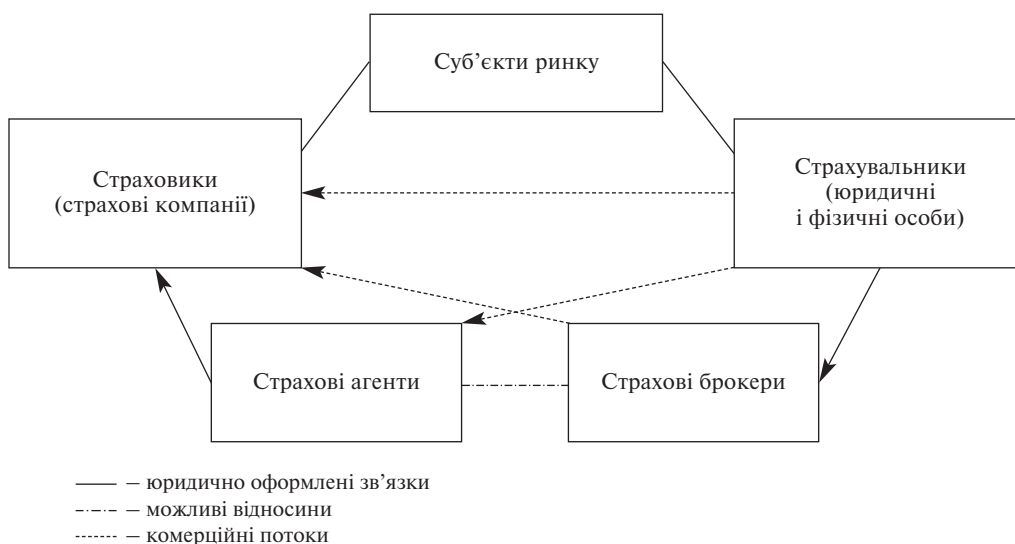 Суб’єкти ринку
Страховики
(страхові компанії)
Страхувальники
(юридичні
і фізичні особи)
Страхові агенти
Страхові брокери
— юридично оформлені зв’язки
— можливі відносини
— комерційні потоки